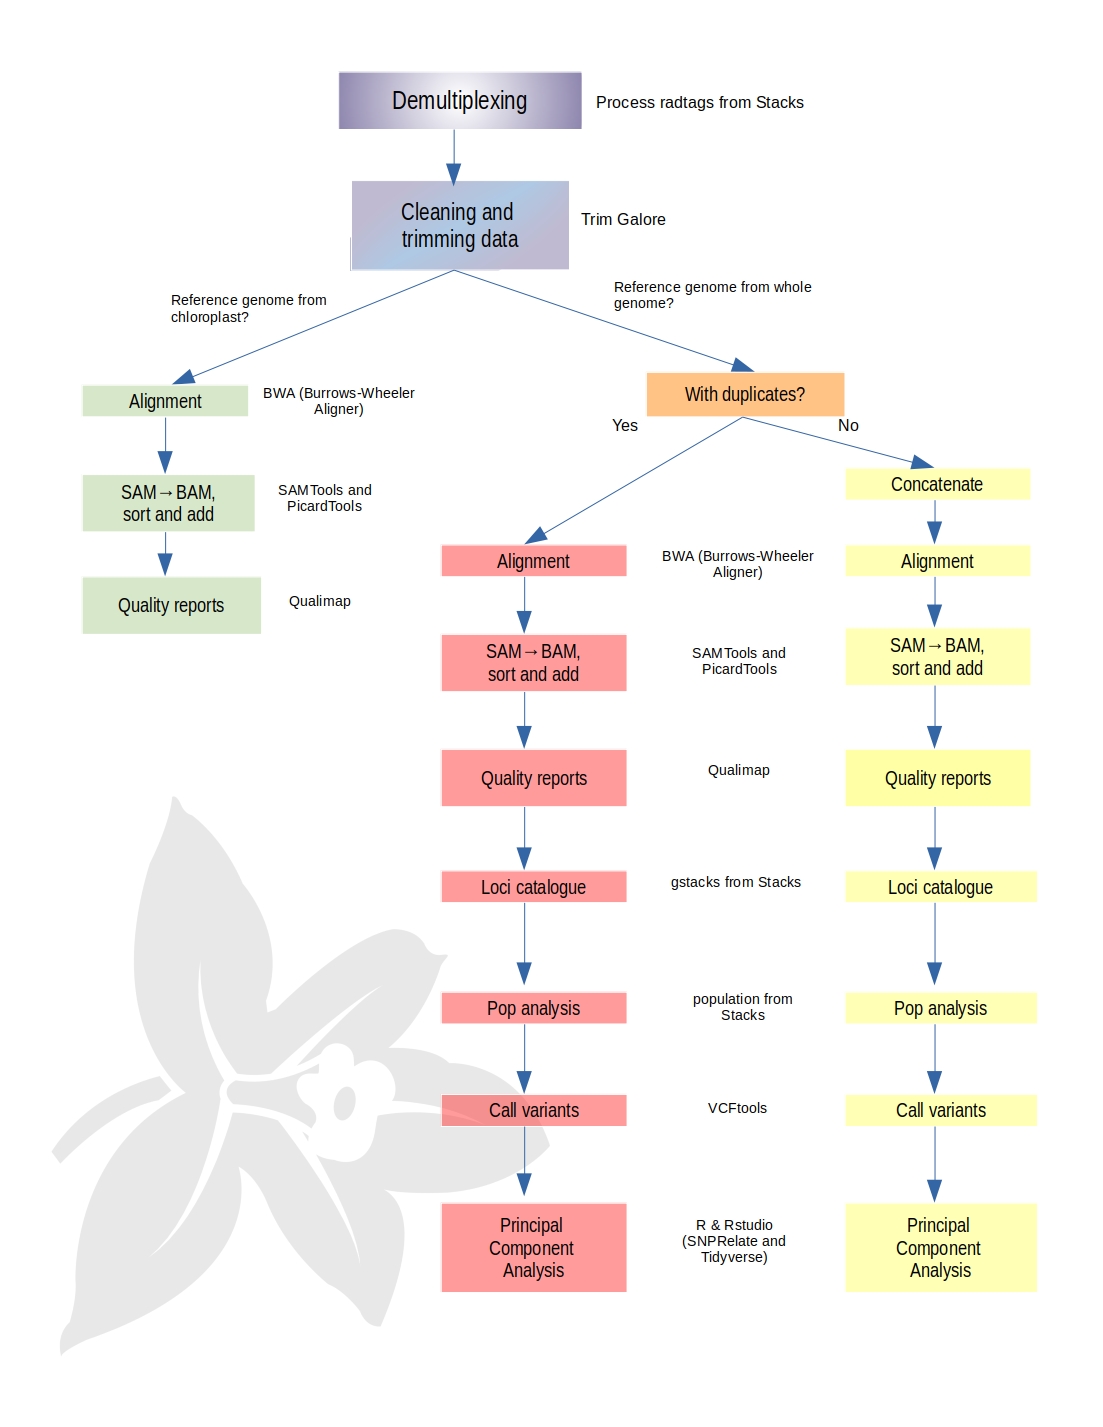 Demultiplexing
Process radtags from Stacks
Cleaning and
trimming data
Trim Galore
Reference genome from
chloroplast?
Reference genome from whole
genome?
Alignment
BWA (Burrows-Wheeler
Aligner)
SAM→BAM,
sort and add
SAMTools and
PicardTools
Quality reports
Qualimap
With duplicates?
Yes
No
Concatenate
Alignment
BWA (Burrows-Wheeler
Aligner)
Alignment
SAM→BAM,
sort and add
SAMTools and
PicardTools
SAM→BAM,
sort and add
Quality reports
Qualimap
Quality reports
Loci catalogue
gstacks from Stacks
Loci catalogue
Pop analysis
population from
Stacks
Pop analysis
Call variants
VCFtools
Call variants
Principal
Component
Analysis
R & Rstudio
(SNPRelate and
Tidyverse)
Principal
Component
Analysis